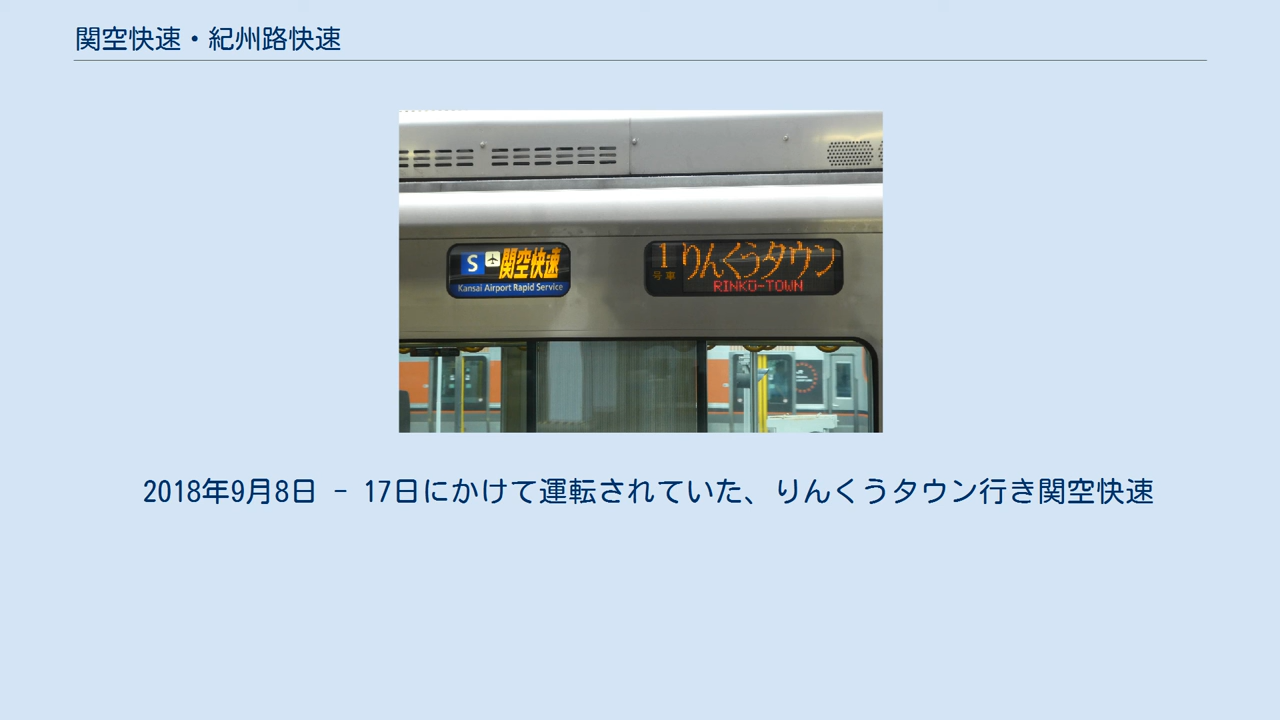 関空快速・紀州路快速
S 関空快速
Kansai Airport Rapid Service
1号車 りんくうタウン
RINKŪ-TOWN
2018年9月8日 - 17日にかけて運転されていた、りんくうタウン行き関空快速